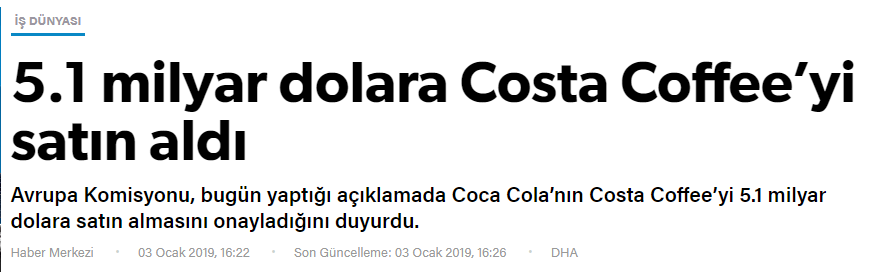 İŞ DÜNYASI
5.1 milyar dolara Costa Coffee’yi
satın aldı
Avrupa Komisyonu, bugün yaptığı açıklamada Coca Cola’nın Costa Coffee’yi 5.1 milyar
dolara satın almasını onayladığını duyurdu.
Haber Merkezi • 03 Ocak 2019, 16:22 • Son Güncelleme: 03 Ocak 2019, 16:26 • DHA